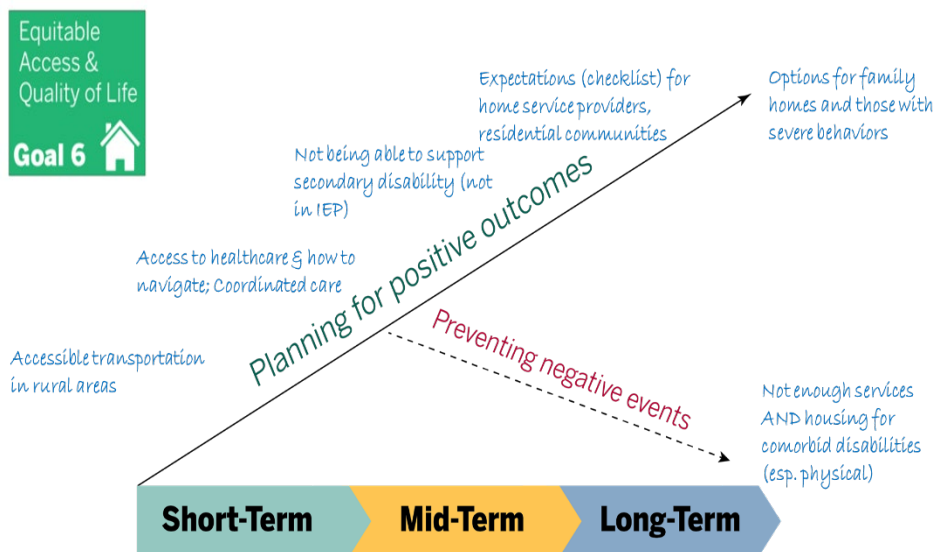 Equitable
Access &
Quality of Life
Goal 6
Expectations (checklist) for
home service providers,
residential communities
Options for family
homes and those with
severe behaviors
Not being able to support
secondary disability (not
in IEP)
Access to healthcare & how to
navigate; Coordinated care
Planning for positive outcomes
Preventing negative events
Accessible transportation
in rural areas
Not enough services
AND housing for
comorbid disabilities
(esp. physical)
Short-Term
Mid-Term
Long-Term